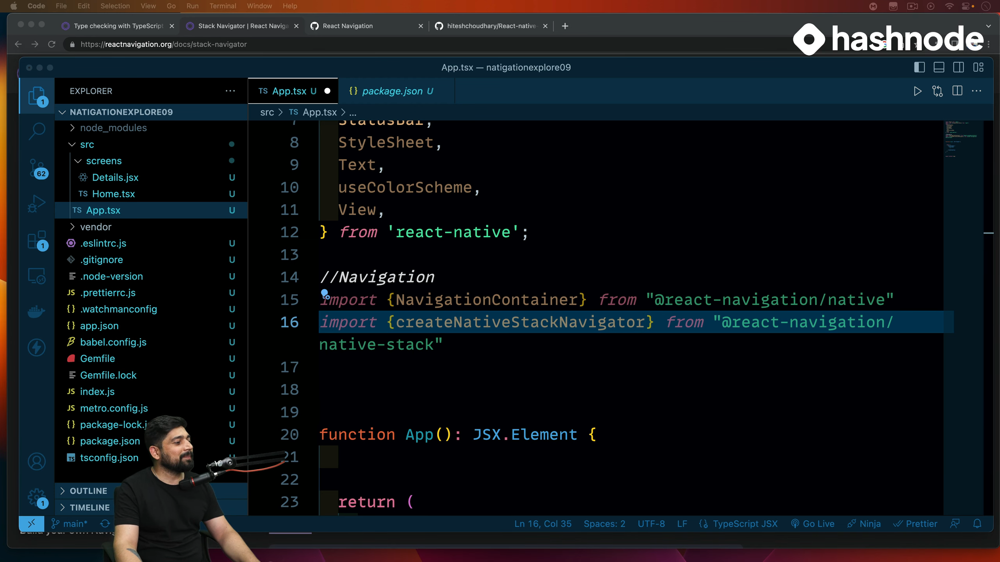 Code File Edit Selection View Go Run Terminal Window Help
Type checking with TypeScript
Stack Navigator | React Naviga
React Navigation
hiteshchoudhary/React-native-
https://reactnavigation.org/docs/stack-navigator
hashnode
App.tsx — natigationexplore09
EXPLORER
TS App.tsx U
{} package.json U
NATIGATIONEXPLORE09
src > TS App.tsx > ...
node_modules
src
screens
Details.jsx U
TS Home.tsx U
TS App.tsx U
vendor
.eslintrc.js U
.gitignore U
.node-version U
JS .prettierrc.js U
{} .watchmanconfig U
{} app.json U
babel.config.js U
Gemfile U
Gemfile.lock U
JS index.js U
JS metro.config.js U
{} package-lock.j U
{} package.json U
TS tsconfig.json
OUTLINE
TIMELINE
1
62
1
1
7 StatusBar,
8 StyleSheet,
9 Text,
10 useColorScheme,
11 View,
12 } from 'react-native';
13
14 //Navigation
15 import {NavigationContainer} from "@react-navigation/native"
16 import {createNativeStackNavigator} from "@react-navigation/
native-stack"
17
18
19
20 function App(): JSX.Element {
21
22
23 return (
main* Ln 16, Col 35 Spaces: 2 UTF-8 LF TypeScript JSX Go Live Ninja Prettier